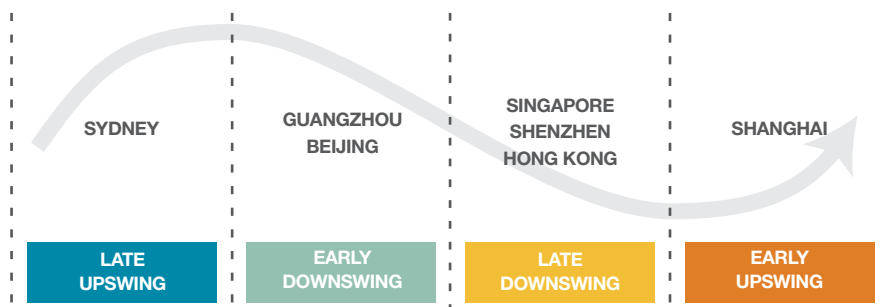 SYDNEY
GUANGZHOU
BEIJING
SINGAPORE
SHENZHEN
HONG KONG
SHANGHAI
LATE
UPSWING
EARLY
DOWNSWING
LATE
DOWNSWING
EARLY
UPSWING